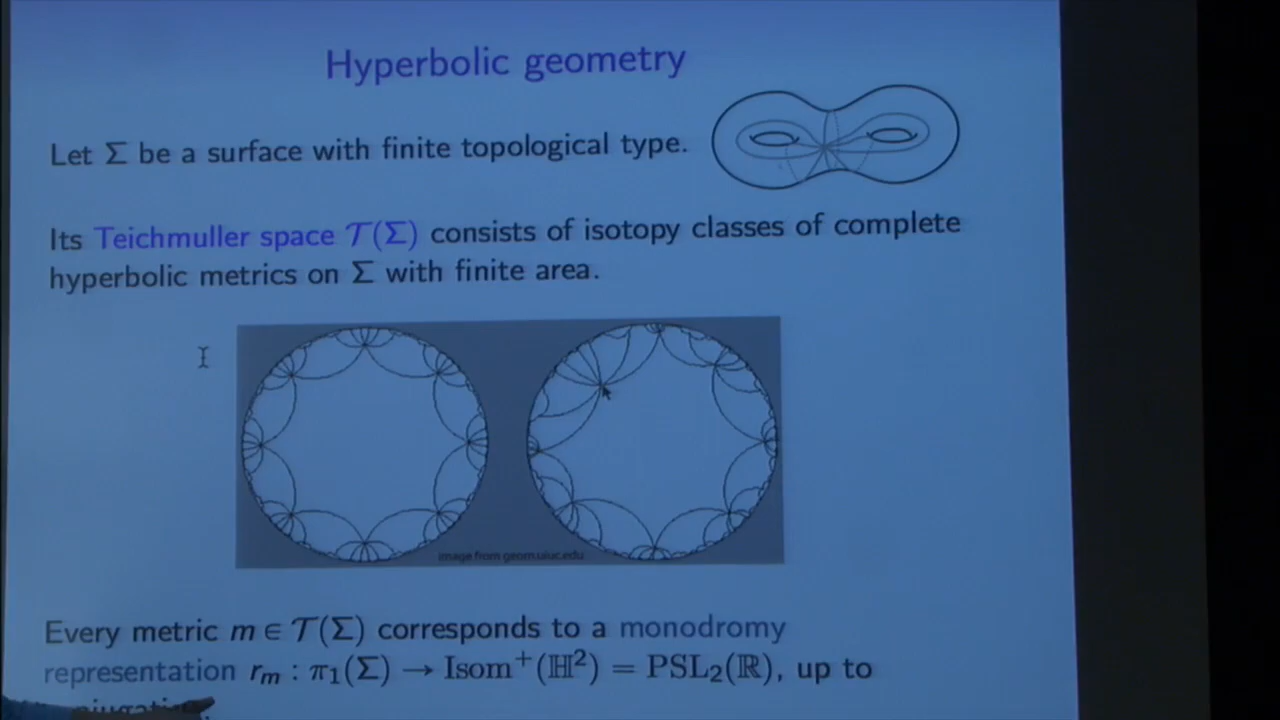 Hyperbolic geometry
Let Σ be a surface with finite topological type.
Its Teichmuller space 𝒯(Σ) consists of isotopy classes of complete
hyperbolic metrics on Σ with finite area.
image from geom.uiuc.edu
Every metric m ∈ 𝒯(Σ) corresponds to a monodromy
representation rₘ : π₁(Σ) → Isom⁺(ℍ²) = PSL₂(ℝ), up to